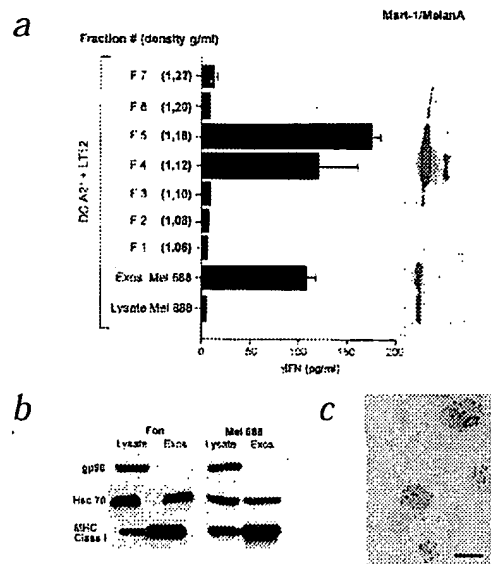 a
Mart-1/MelanA
Fraction # (density g/ml)
F 7 (1,22)
F 6 (1,20)
F 5 (1,18)
F 4 (1,12)
F 3 (1,10)
F 2 (1,08)
F 1 (1.06)
Exos. Mel 888
Lysate Mel 888
DC A2+ + LT12
0 50 100 150 200
γIFN (pg/ml)
b
c
Fon Mel 888
Lysate Exos Lysate Exos
gp96
Hsc 70
MHC
Class I